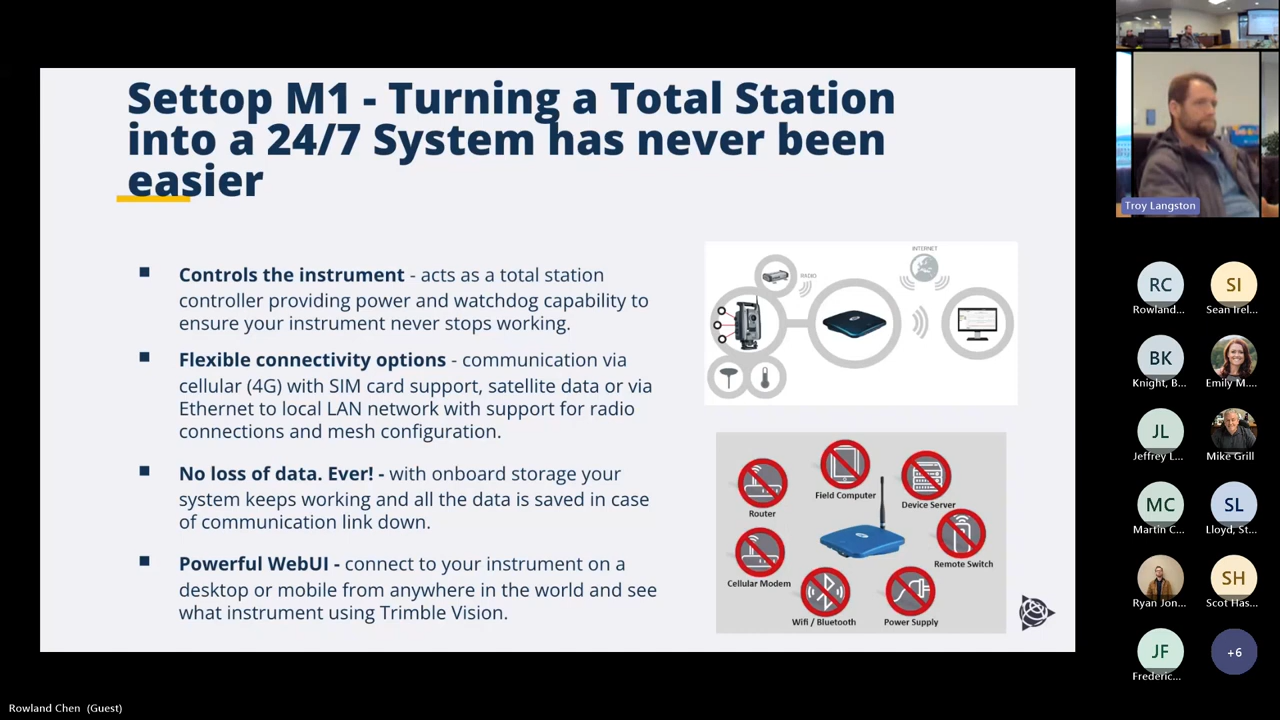 Settop M1 - Turning a Total Station
into a 24/7 System has never been
easier
Controls the instrument - acts as a total station
controller providing power and watchdog capability to
ensure your instrument never stops working.
Flexible connectivity options - communication via
cellular (4G) with SIM card support, satellite data or via
Ethernet to local LAN network with support for radio
connections and mesh configuration.
No loss of data. Ever! - with onboard storage your
system keeps working and all the data is saved in case
of communication link down.
Powerful WebUI - connect to your instrument on a
desktop or mobile from anywhere in the world and see
what instrument using Trimble Vision.
INTERNET
RADIO
Field Computer
Router
Device Server
Cellular Modem
Remote Switch
Wifi / Bluetooth
Power Supply
Troy Langston
RC
Rowland...
SI
Sean Irel...
BK
Knight, B...
Emily M....
JL
Jeffrey L...
Mike Grill
MC
Martin C...
SL
Lloyd, St...
Ryan Jon...
SH
Scot Has...
JF
Frederic...
+6
Rowland Chen (Guest)